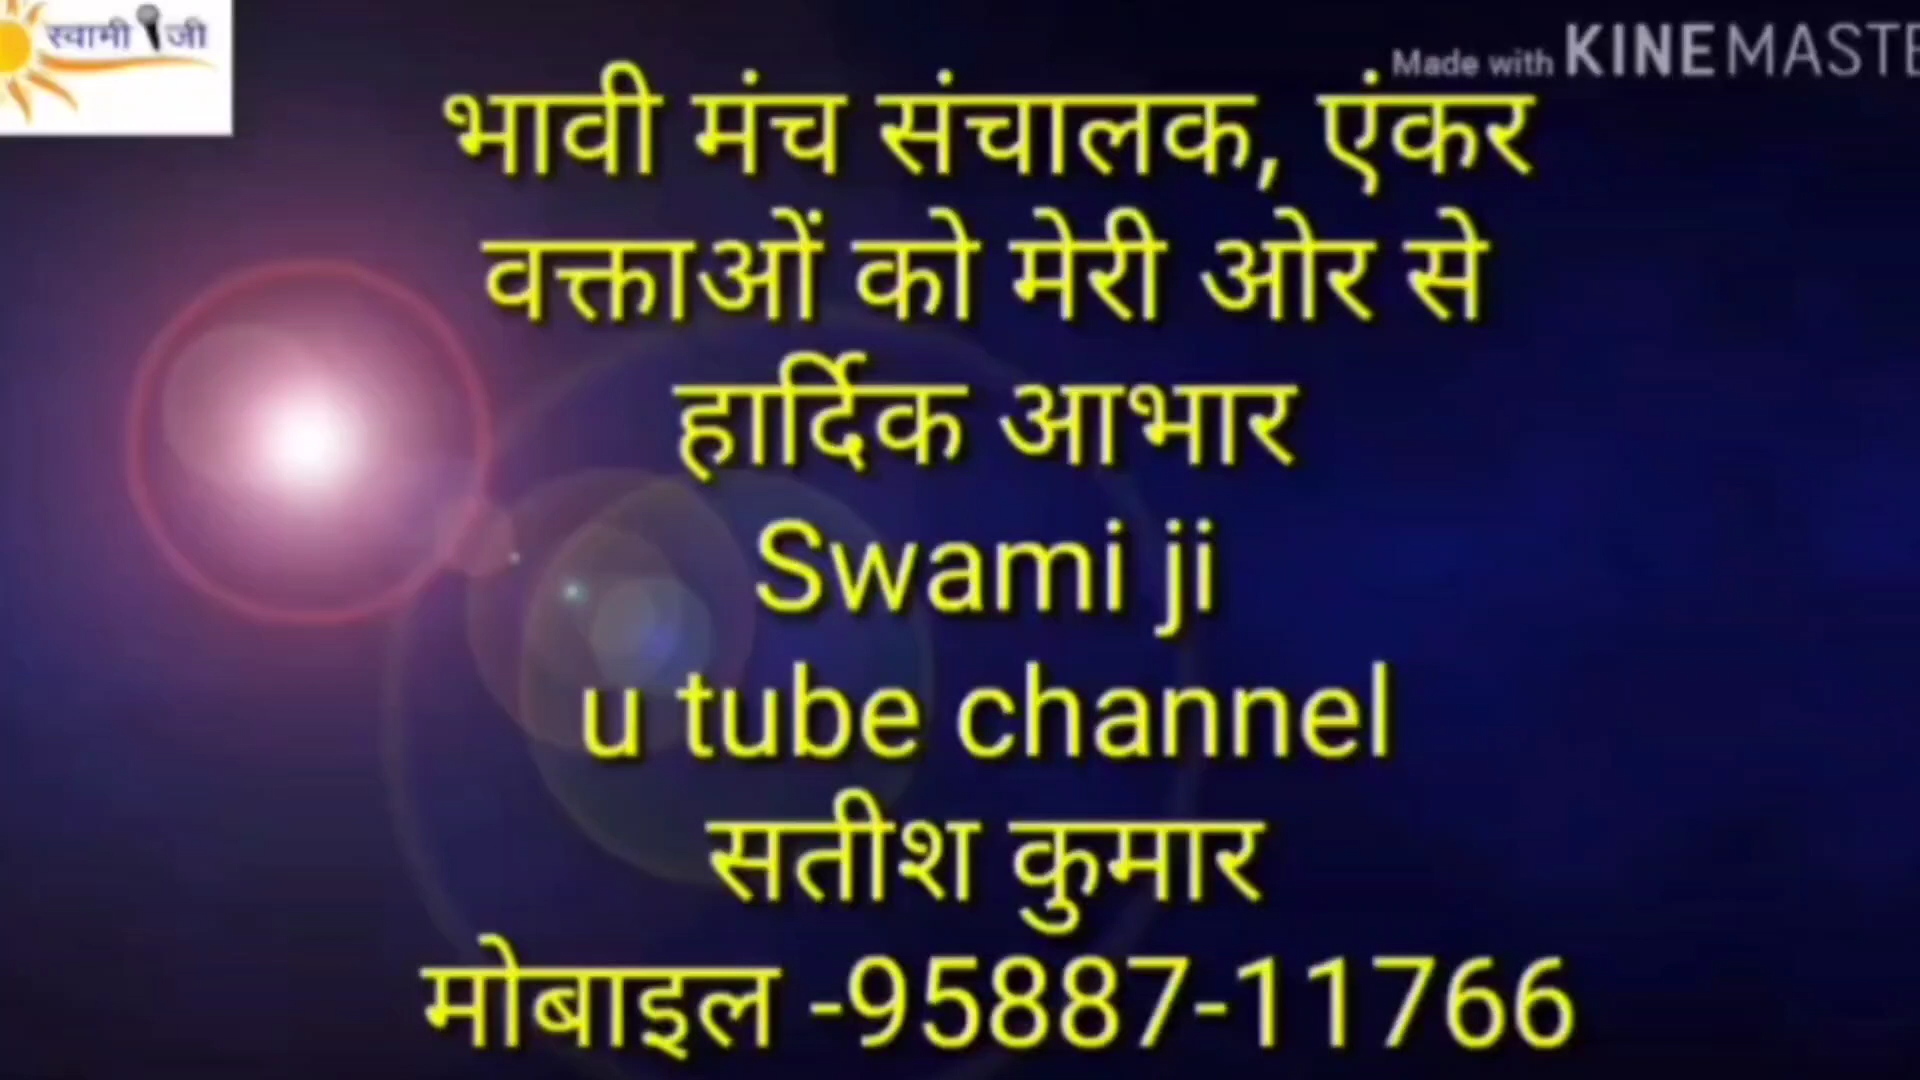 स्वामी जी
Made with KINEMASTE
भावी मंच संचालक, एंकर
वक्ताओं को मेरी ओर से
हार्दिक आभार
Swami ji
u tube channel
सतीश कुमार
मोबाइल -95887-11766